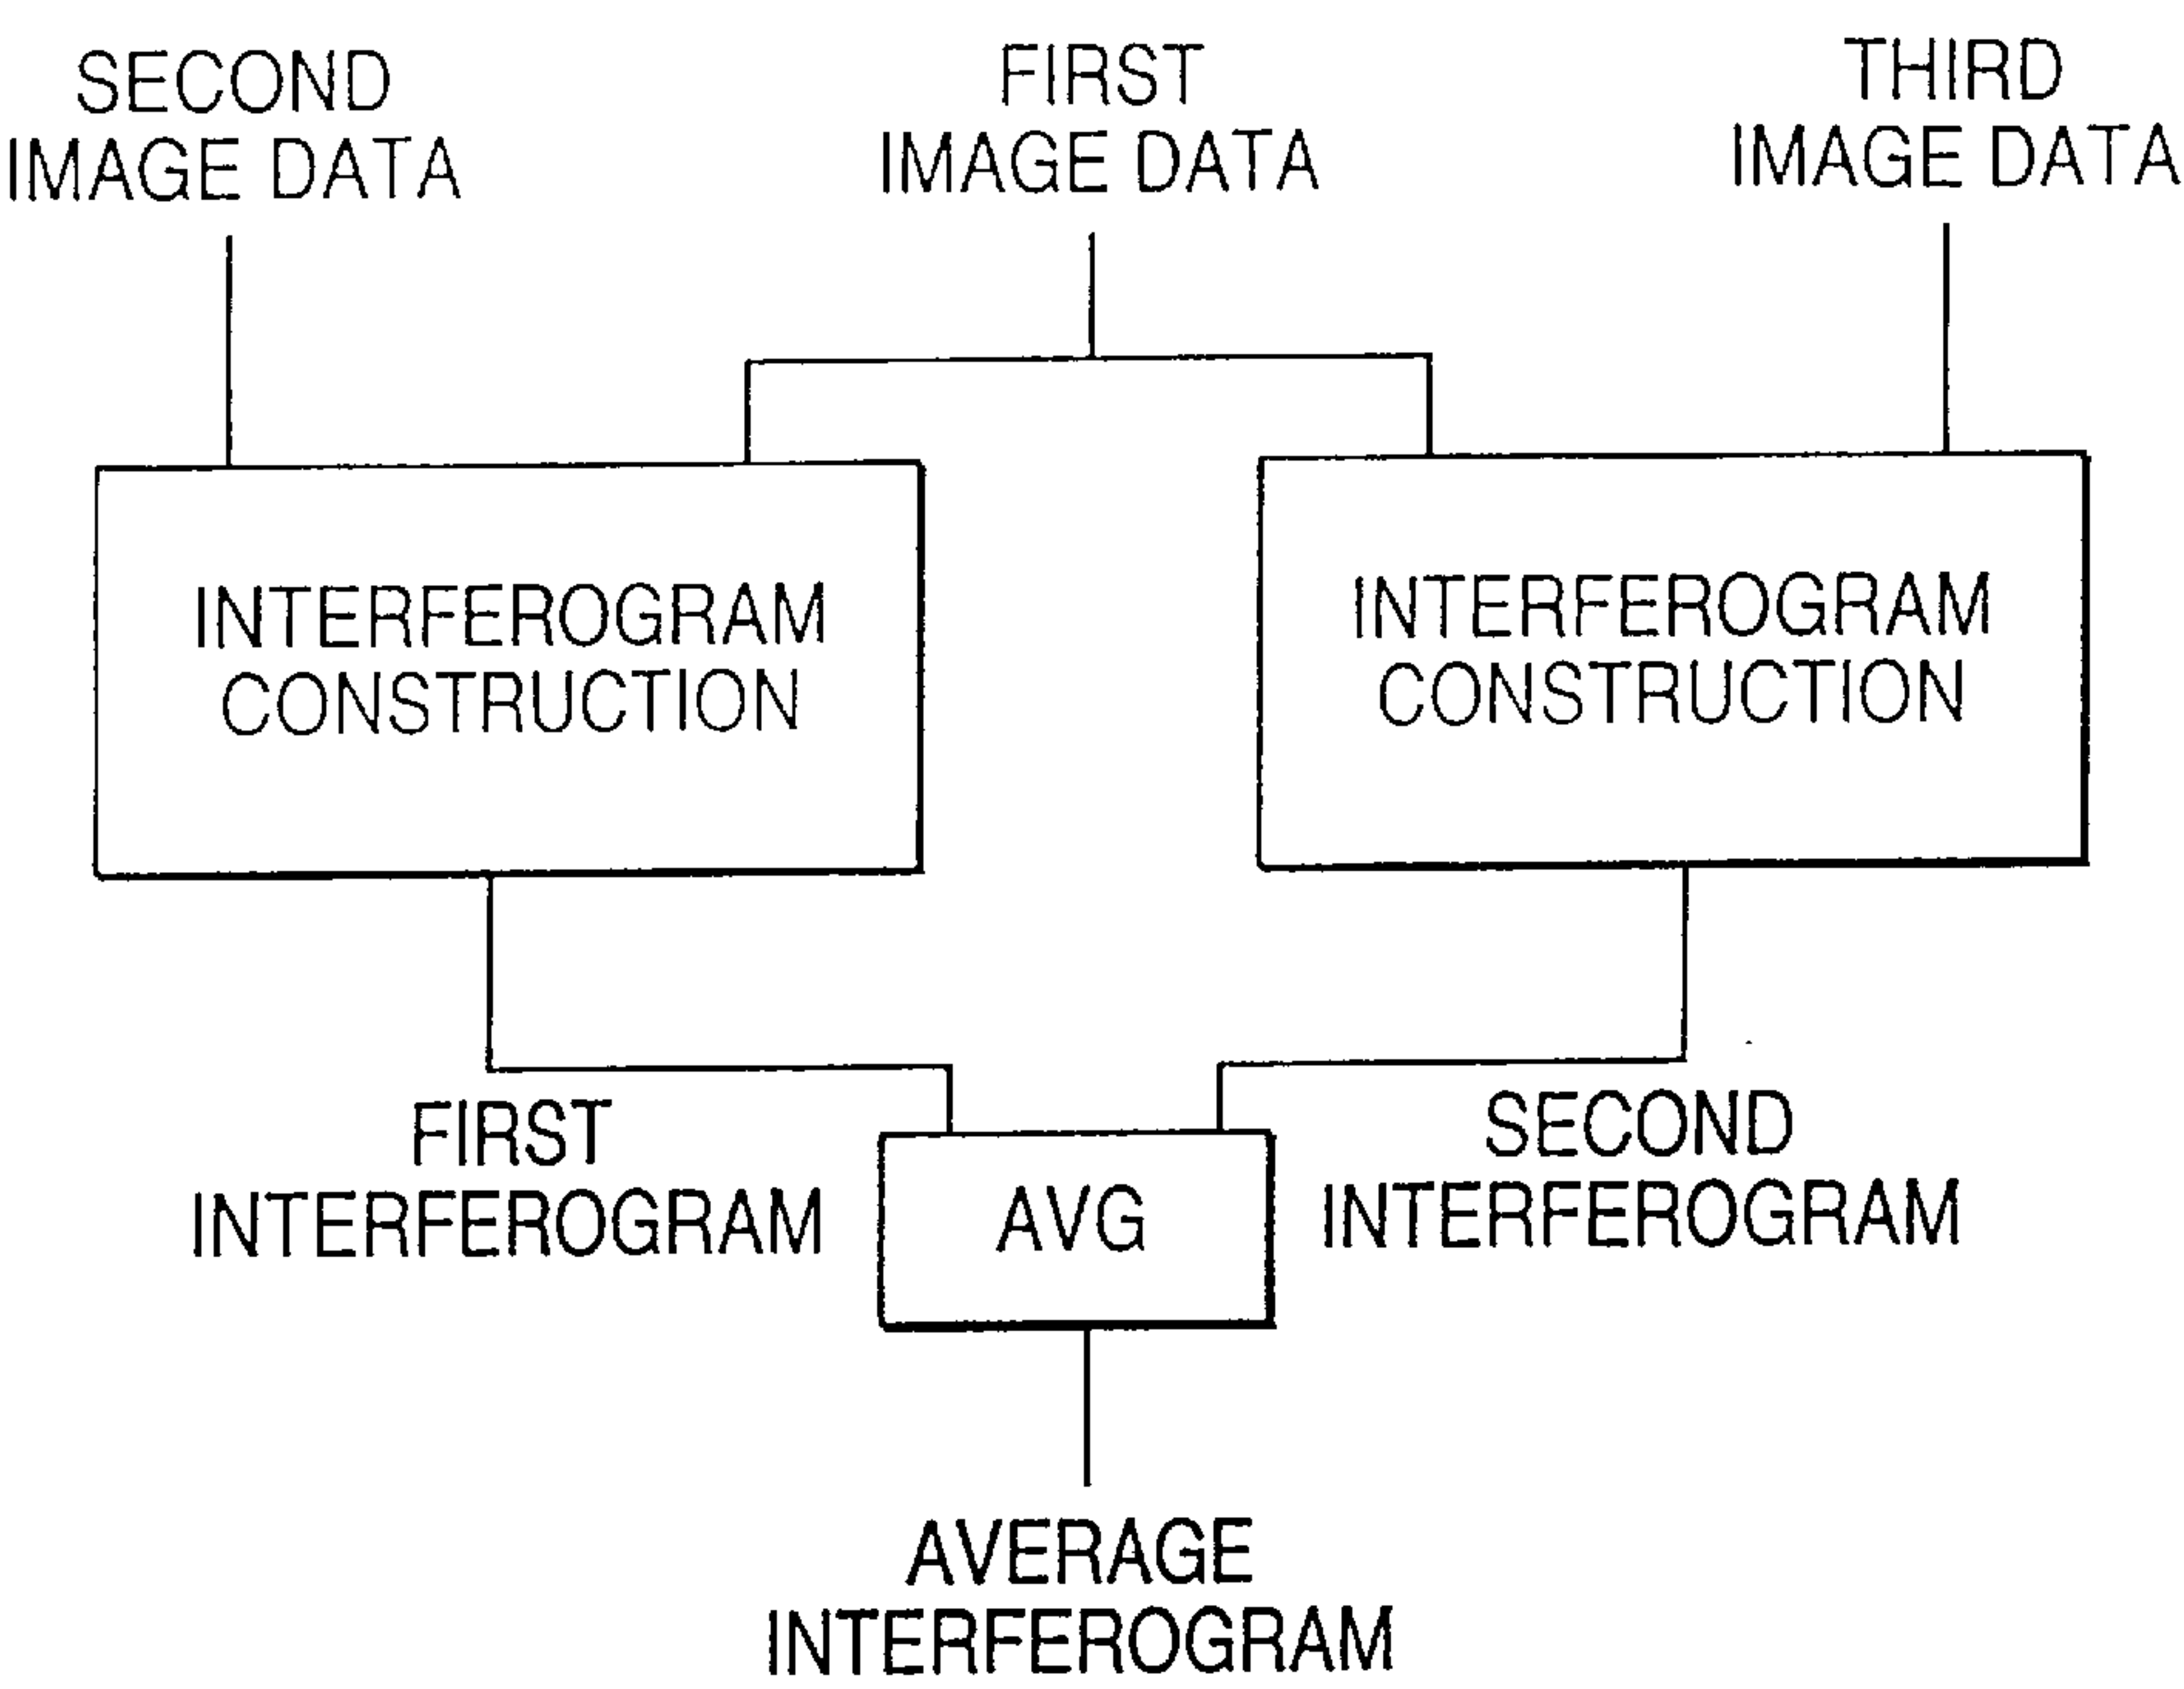 SECOND
IMAGE DATA
FIRST
IMAGE DATA
THIRD
IMAGE DATA
INTERFEROGRAM
CONSTRUCTION
INTERFEROGRAM
CONSTRUCTION
FIRST
INTERFEROGRAM
AVG
SECOND
INTERFEROGRAM
AVERAGE
INTERFEROGRAM